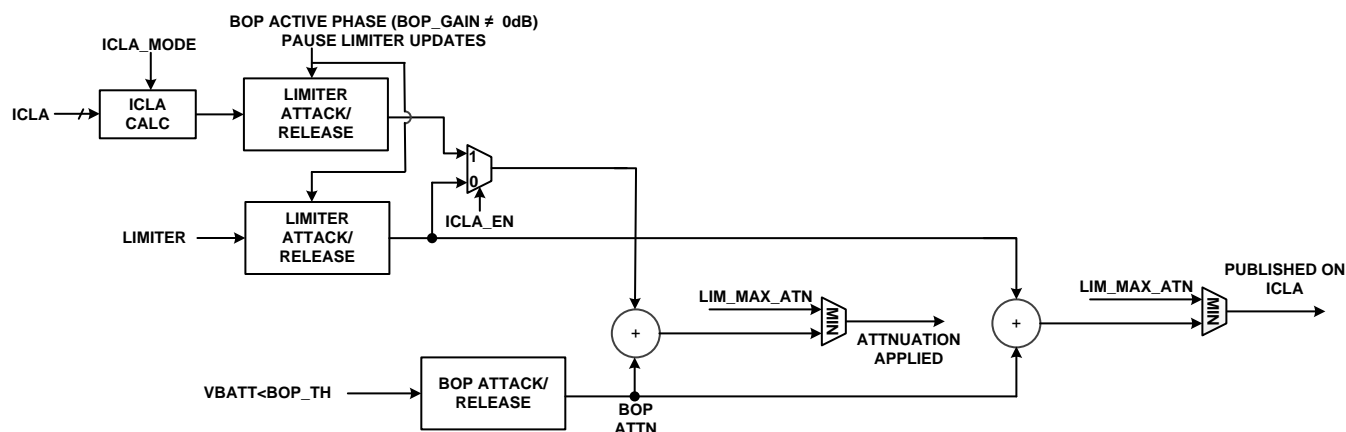 BOP ACTIVE PHASE (BOP_GAIN ≠ 0dB)
PAUSE LIMITER UPDATES
ICLA_MODE
ICLA
ICLA
CALC
LIMITER
ATTACK/
RELEASE
1
0
ICLA_EN
LIMITER
LIMITER
ATTACK/
RELEASE
LIM_MAX_ATN
MIN
+
ATTNUATION
APPLIED
LIM_MAX_ATN
MIN
+
PUBLISHED ON
ICLA
VBATT<BOP_TH
BOP ATTACK/
RELEASE
BOP
ATTN